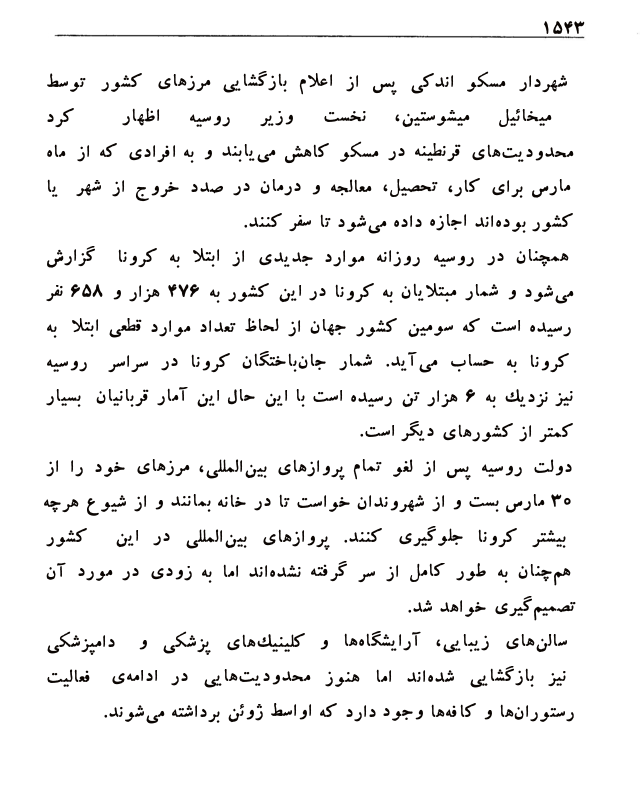 ۱۵۴۳
شهردار مسکو اندکی پس از اعلام بازگشایی مرزهای کشور توسط
میخائیل میشوستین، نخست وزیر روسیه اظهار کرد
محدودیت‌های قرنطینه در مسکو کاهش می‌یابند و به افرادی که از ماه
مارس برای کار، تحصیل، معالجه و درمان در صدد خروج از شهر یا
کشور بوده‌اند اجازه داده می‌شود تا سفر کنند.
همچنان در روسیه روزانه موارد جدیدی از ابتلا به کرونا گزارش
می‌شود و شمار مبتلایان به کرونا در این کشور به ۴۷۶ هزار و ۶۵۸ نفر
رسیده است که سومین کشور جهان از لحاظ تعداد موارد قطعی ابتلا به
کرونا به حساب می‌آید. شمار جان‌باختگان کرونا در سراسر روسیه
نیز نزدیك به ۶ هزار تن رسیده است با این حال این آمار قربانیان بسیار
کمتر از کشورهای دیگر است.
دولت روسیه پس از لغو تمام پروازهای بین‌المللی، مرزهای خود را از
۳۰ مارس بست و از شهروندان خواست تا در خانه بمانند و از شیوع هرچه
بیشتر کرونا جلوگیری کنند. پروازهای بین‌المللی در این کشور
هم‌چنان به طور کامل از سر گرفته نشده‌اند اما به زودی در مورد آن
تصمیم‌گیری خواهد شد.
سالن‌های زیبایی، آرایشگاه‌ها و کلینیك‌های پزشکی و دامپزشکی
نیز بازگشایی شده‌اند اما هنوز محدودیت‌هایی در ادامه‌ی فعالیت
رستوران‌ها و کافه‌ها وجود دارد که اواسط ژوئن برداشته می‌شوند.